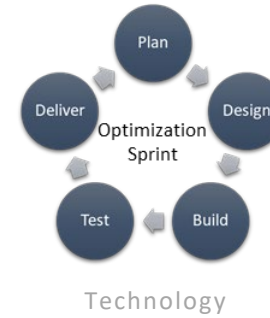 Plan
Design
Build
Test
Deliver
Optimization
Sprint
Technology